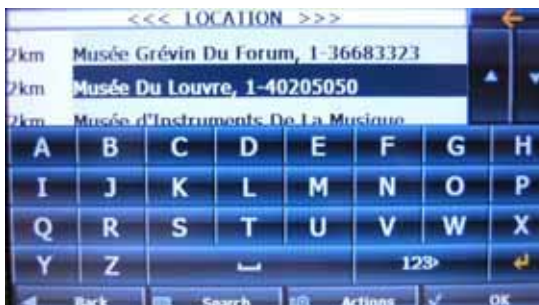 <<< LOCATION >>>
2km Musée Grévin Du Forum, 1-36683323
2km Musée Du Louvre, 1-40205050
2km Musée d'Instruments De La Musique
A B C D E F G H
I J K L M N O P
Q R S T U V W X
Y Z 123>
Back Search Actions OK